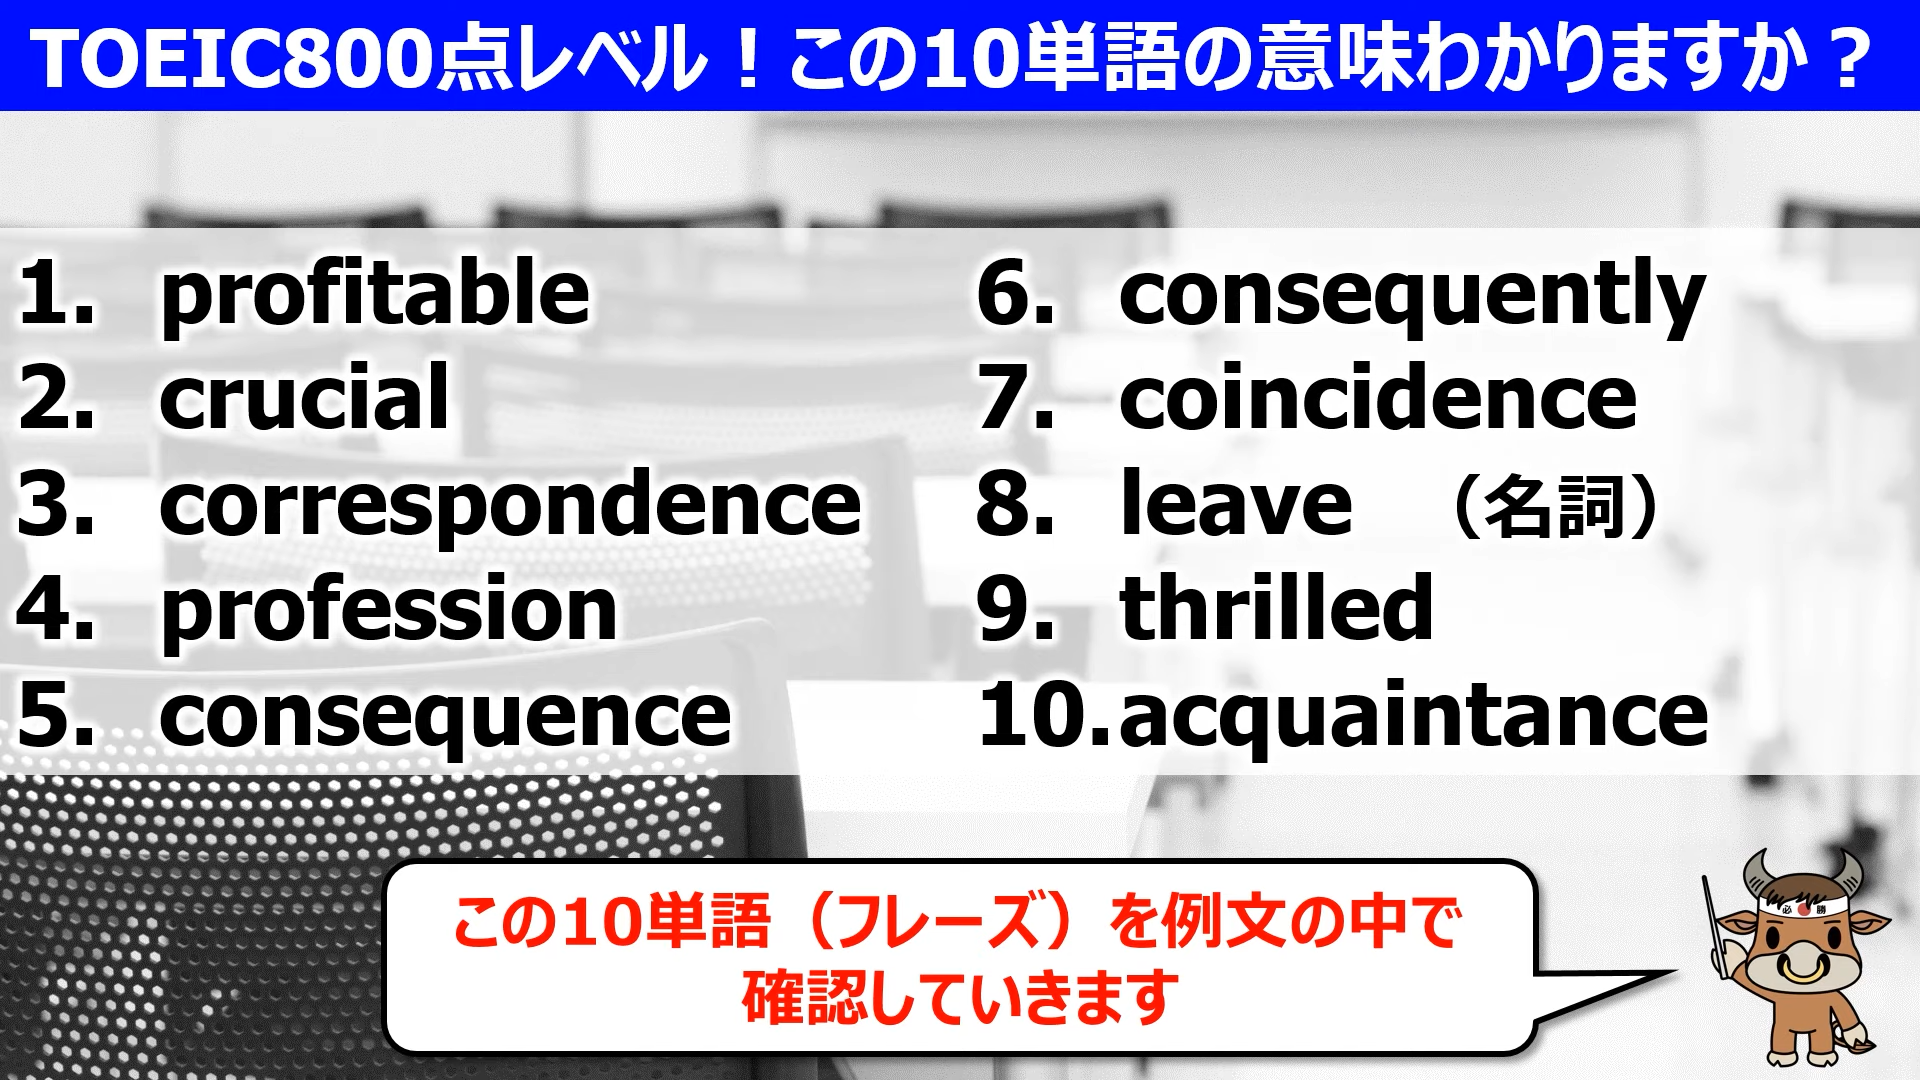 TOEIC800点レベル！この10単語の意味わかりますか？
1. profitable
2. crucial
3. correspondence
4. profession
5. consequence
6. consequently
7. coincidence
8. leave （名詞）
9. thrilled
10.acquaintance
この10単語（フレーズ）を例文の中で
確認していきます
必勝